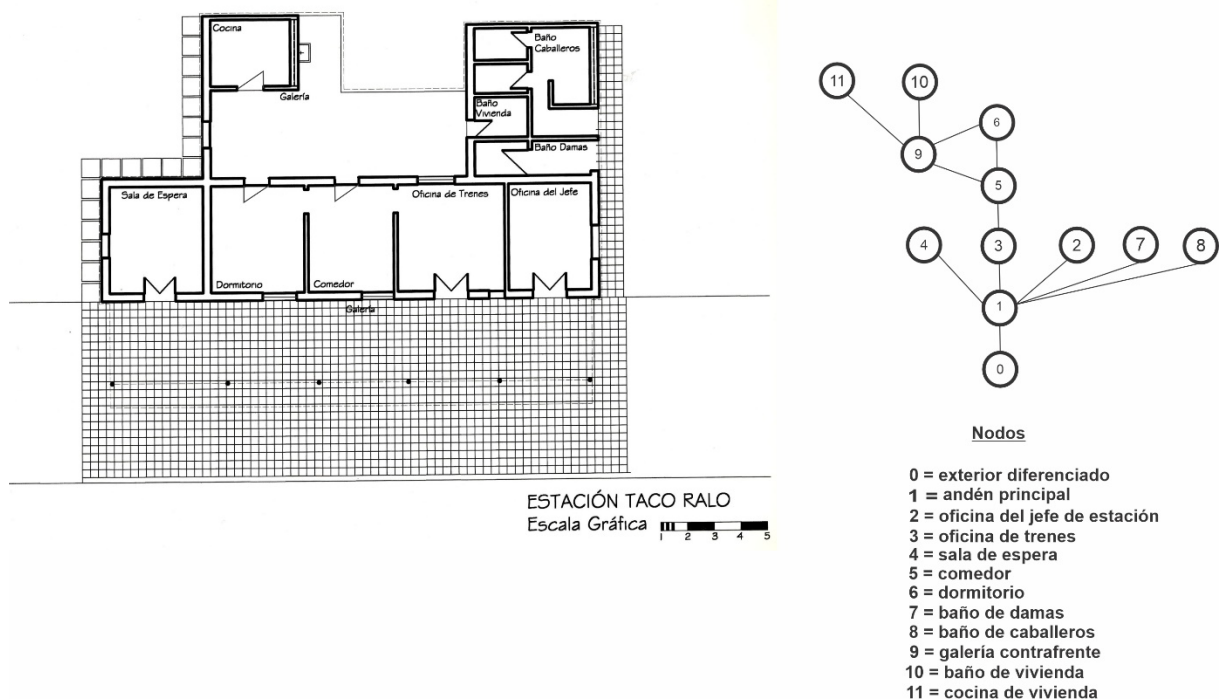 Cocina
Galería
Baño
Caballeros
Baño
Vivienda
Baño Damas
Sala de Espera
Oficina de Trenes
Oficina del Jefe
Dormitorio
Comedor
Galería
ESTACIÓN TACO RALO
Escala Gráfica
1 2 3 4 5
11
10
6
9
5
4
3
2
7
8
1
0
Nodos
0 = exterior diferenciado
1 = andén principal
2 = oficina del jefe de estación
3 = oficina de trenes
4 = sala de espera
5 = comedor
6 = dormitorio
7 = baño de damas
8 = baño de caballeros
9 = galería contrafrente
10 = baño de vivienda
11 = cocina de vivienda